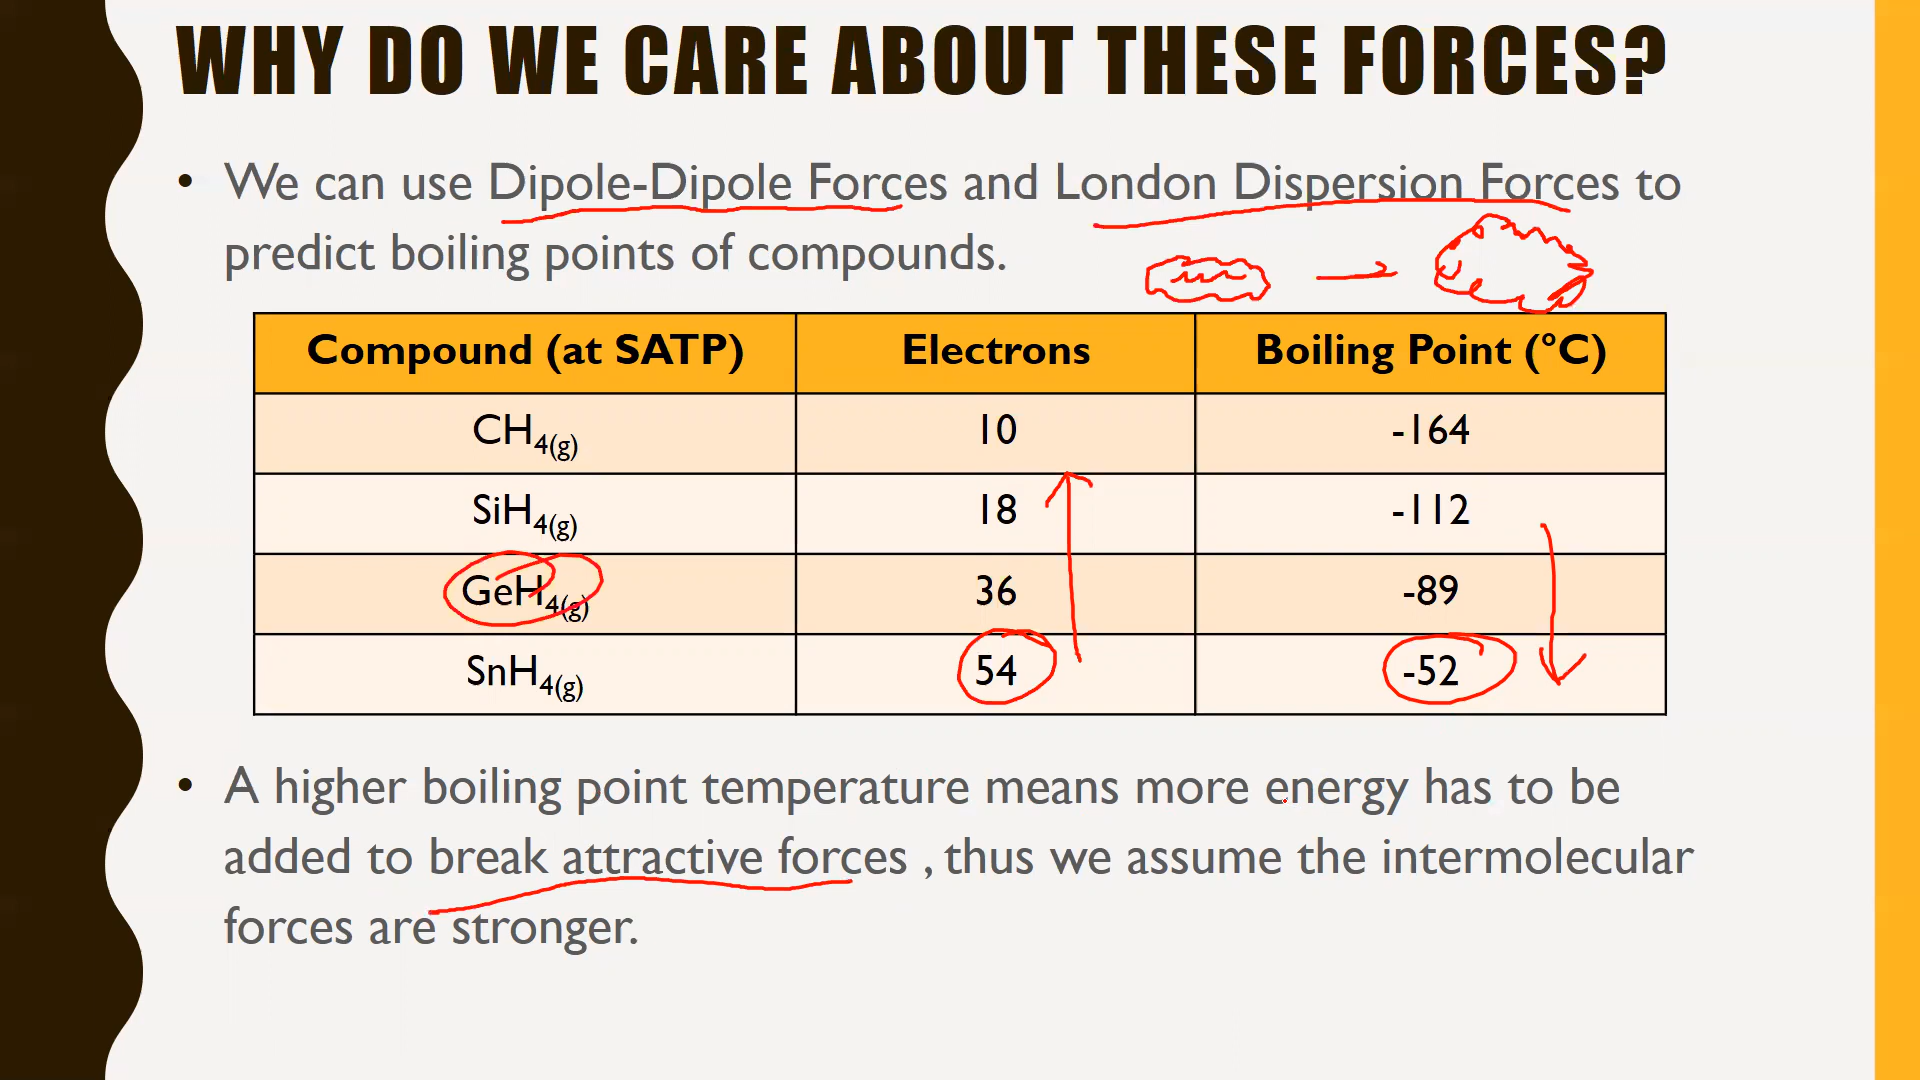 WHY DO WE CARE ABOUT THESE FORCES?
• We can use Dipole-Dipole Forces and London Dispersion Forces to
predict boiling points of compounds.
Compound (at SATP) Electrons Boiling Point (°C)
CH4(g) 10 -164
SiH4(g) 18 -112
GeH4(g) 36 -89
SnH4(g) 54 -52
• A higher boiling point temperature means more energy has to be
added to break attractive forces , thus we assume the intermolecular
forces are stronger.